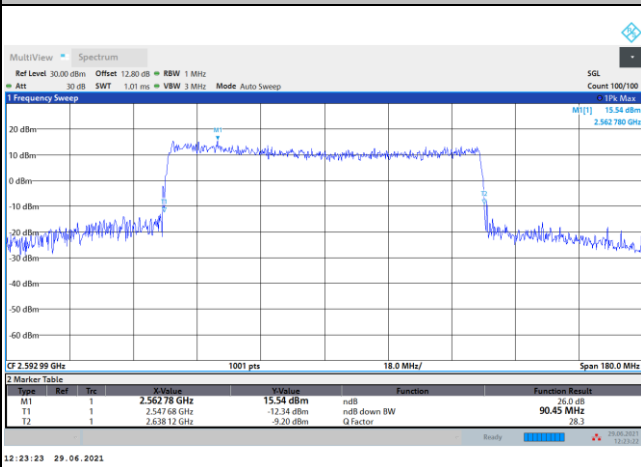 MultiView Spectrum
Ref Level 30.00 dBm Offset 12.80 dB RBW 1 MHz SGL
Att 30 dB SWT 1.01 ms VBW 3 MHz Mode Auto Sweep Count 100/100
1 Frequency Sweep 1Pk Max
M1[1] 15.54 dBm
2.562 780 GHz
M1
20 dBm
10 dBm
0 dBm
-10 dBm
-20 dBm
-30 dBm
-40 dBm
-50 dBm
-60 dBm
CF 2.592 99 GHz 1001 pts 18.0 MHz/ Span 180.0 MHz
2 Marker Table
Type Ref Trc X-Value Y-Value Function Function Result
M1 1 2.562 78 GHz 15.54 dBm ndB 26.0 dB
T1 1 2.547 68 GHz -12.34 dBm ndB down BW 90.45 MHz
T2 1 2.638 12 GHz -9.20 dBm Q Factor 28.3
Ready 29.06.2021
12:23:22
12:23:23 29.06.2021